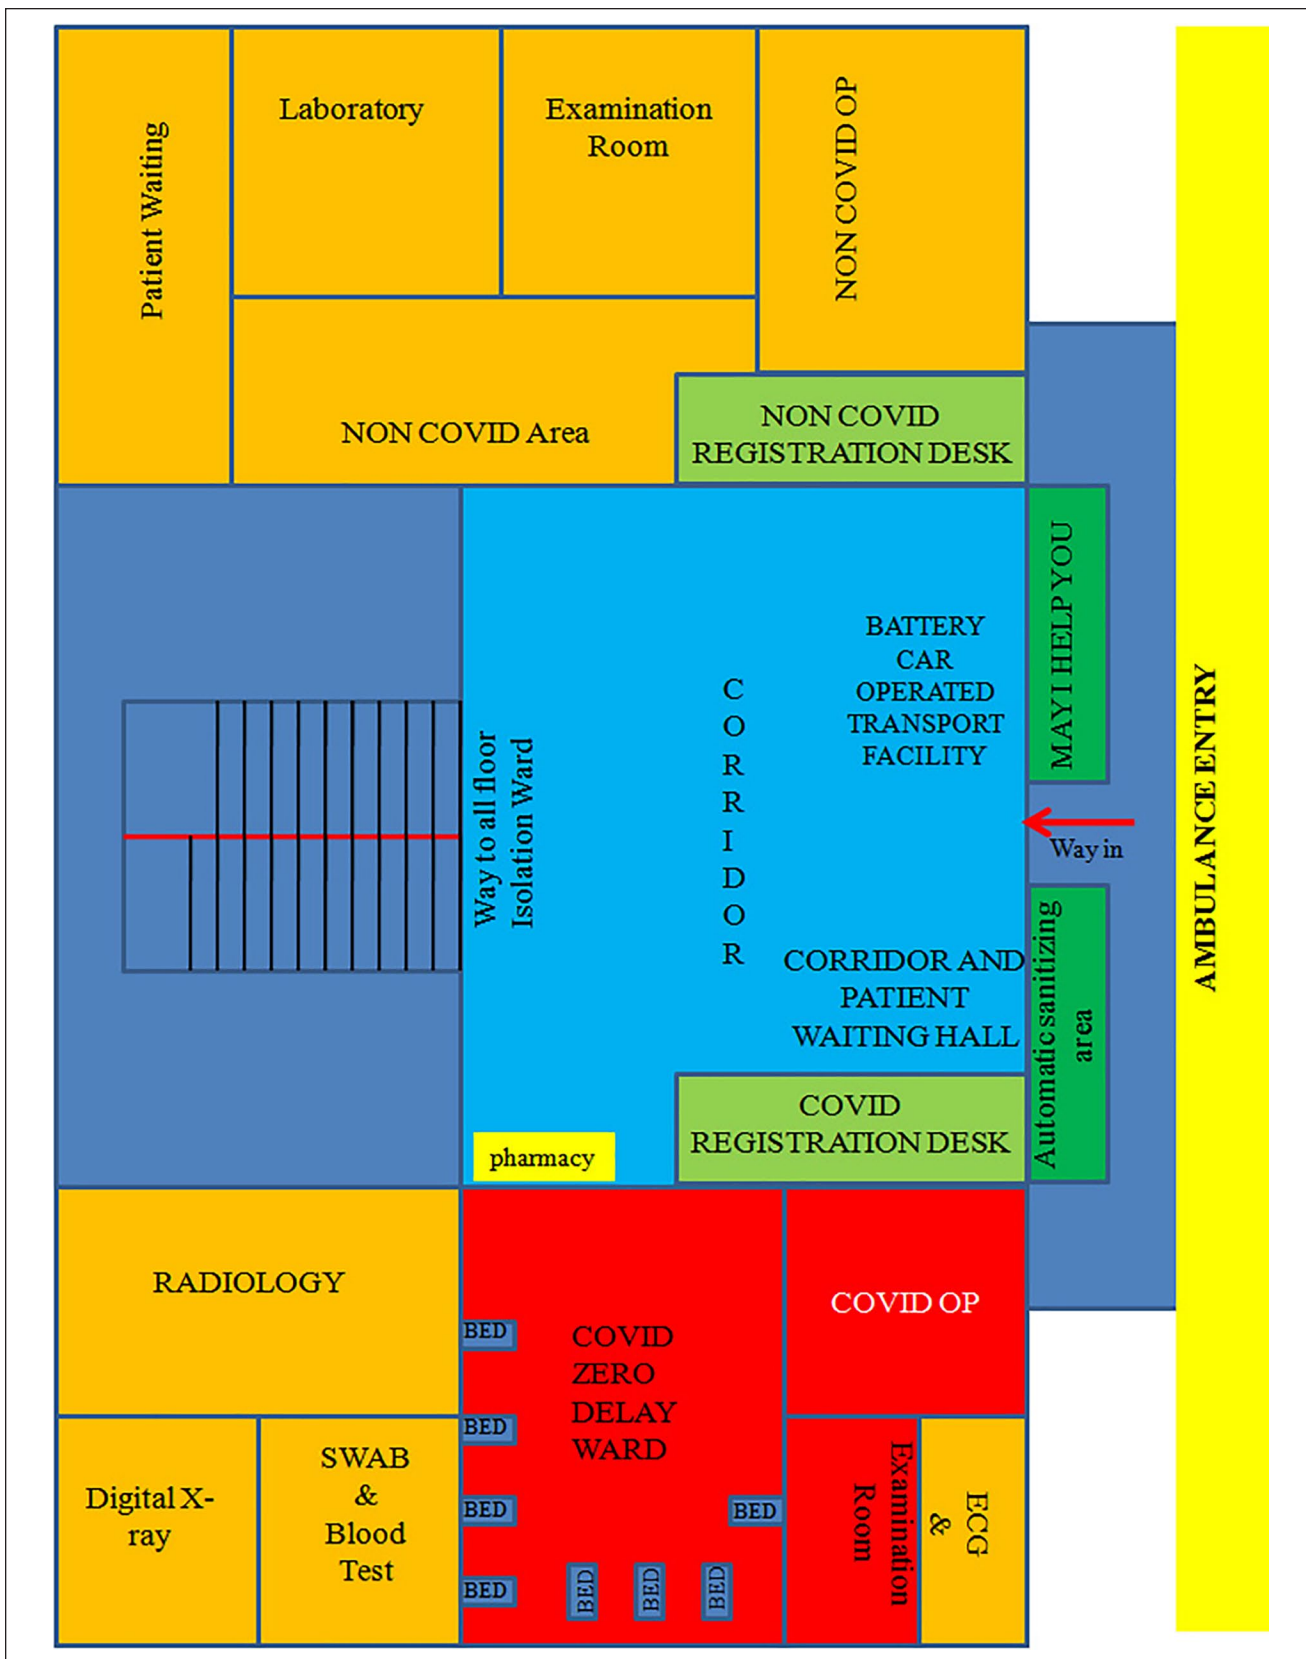 Patient Waiting
Laboratory
Examination
Room
NON COVID OP
NON COVID Area
NON COVID
REGISTRATION DESK
MAY I HELP YOU
BATTERY
CAR
OPERATED
TRANSPORT
FACILITY
C
O
R
R
I
D
O
R
Way to all floor
Isolation Ward
Way in
AMBULANCE ENTRY
CORRIDOR AND
PATIENT
WAITING HALL
Automatic sanitizing
area
COVID
REGISTRATION DESK
pharmacy
RADIOLOGY
COVID
ZERO
DELAY
WARD
COVID OP
BED
BED
BED
BED
BED
BED
BED
BED
Digital X-
ray
SWAB
&
Blood
Test
Examination
Room
ECG
&